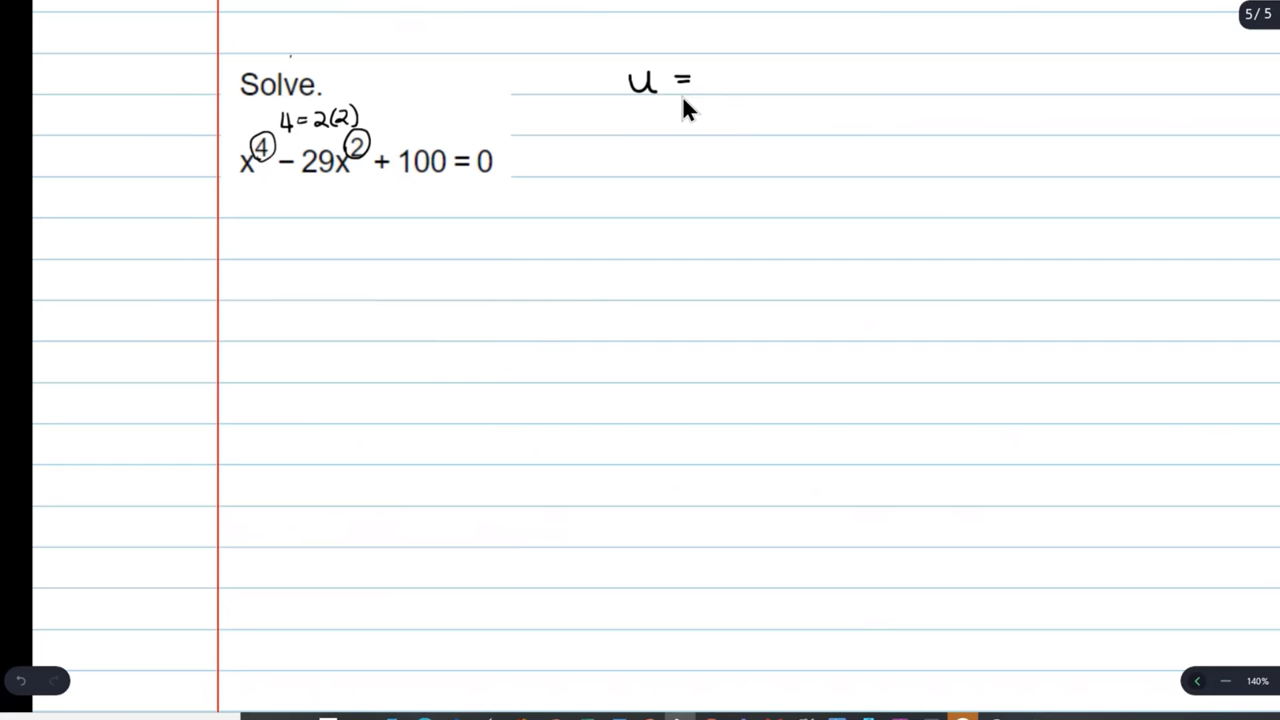 5/5
Solve.
u =
4=2(2)
x⁴ − 29x² + 100 = 0
140%